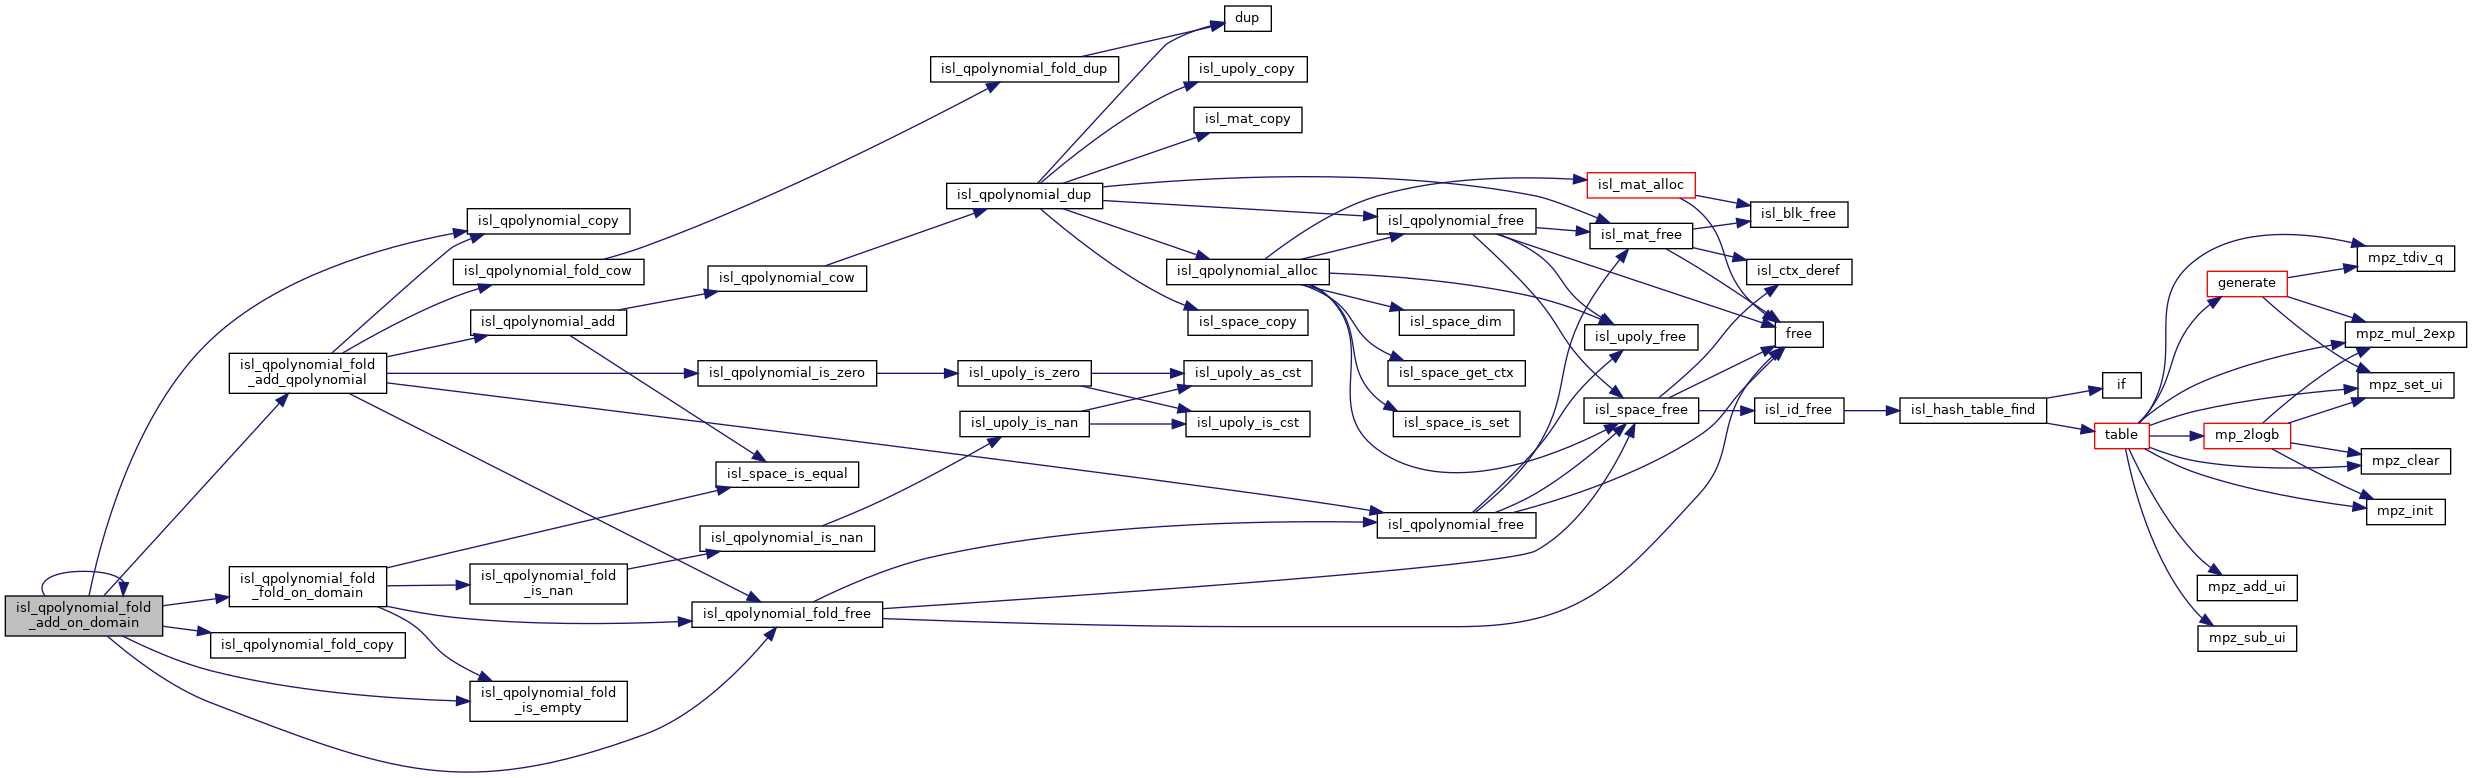 isl_qpolynomial_fold
_add_on_domain
isl_qpolynomial_copy
isl_qpolynomial_fold
_add_qpolynomial
isl_qpolynomial_fold_cow
isl_qpolynomial_add
isl_qpolynomial_fold
_fold_on_domain
isl_qpolynomial_fold_copy
isl_qpolynomial_fold
_is_nan
isl_qpolynomial_fold
_is_empty
isl_qpolynomial_cow
isl_qpolynomial_is_zero
isl_space_is_equal
isl_qpolynomial_is_nan
isl_qpolynomial_fold_free
isl_qpolynomial_fold_dup
isl_qpolynomial_dup
isl_upoly_is_zero
isl_upoly_is_nan
dup
isl_upoly_copy
isl_mat_copy
isl_qpolynomial_alloc
isl_space_copy
isl_upoly_as_cst
isl_upoly_is_cst
isl_qpolynomial_free
isl_space_dim
isl_space_get_ctx
isl_space_is_set
isl_qpolynomial_free
isl_mat_alloc
isl_mat_free
isl_upoly_free
isl_space_free
isl_blk_free
isl_ctx_deref
free
isl_id_free
isl_hash_table_find
if
table
generate
mp_2logb
mpz_add_ui
mpz_sub_ui
mpz_tdiv_q
mpz_mul_2exp
mpz_set_ui
mpz_clear
mpz_init